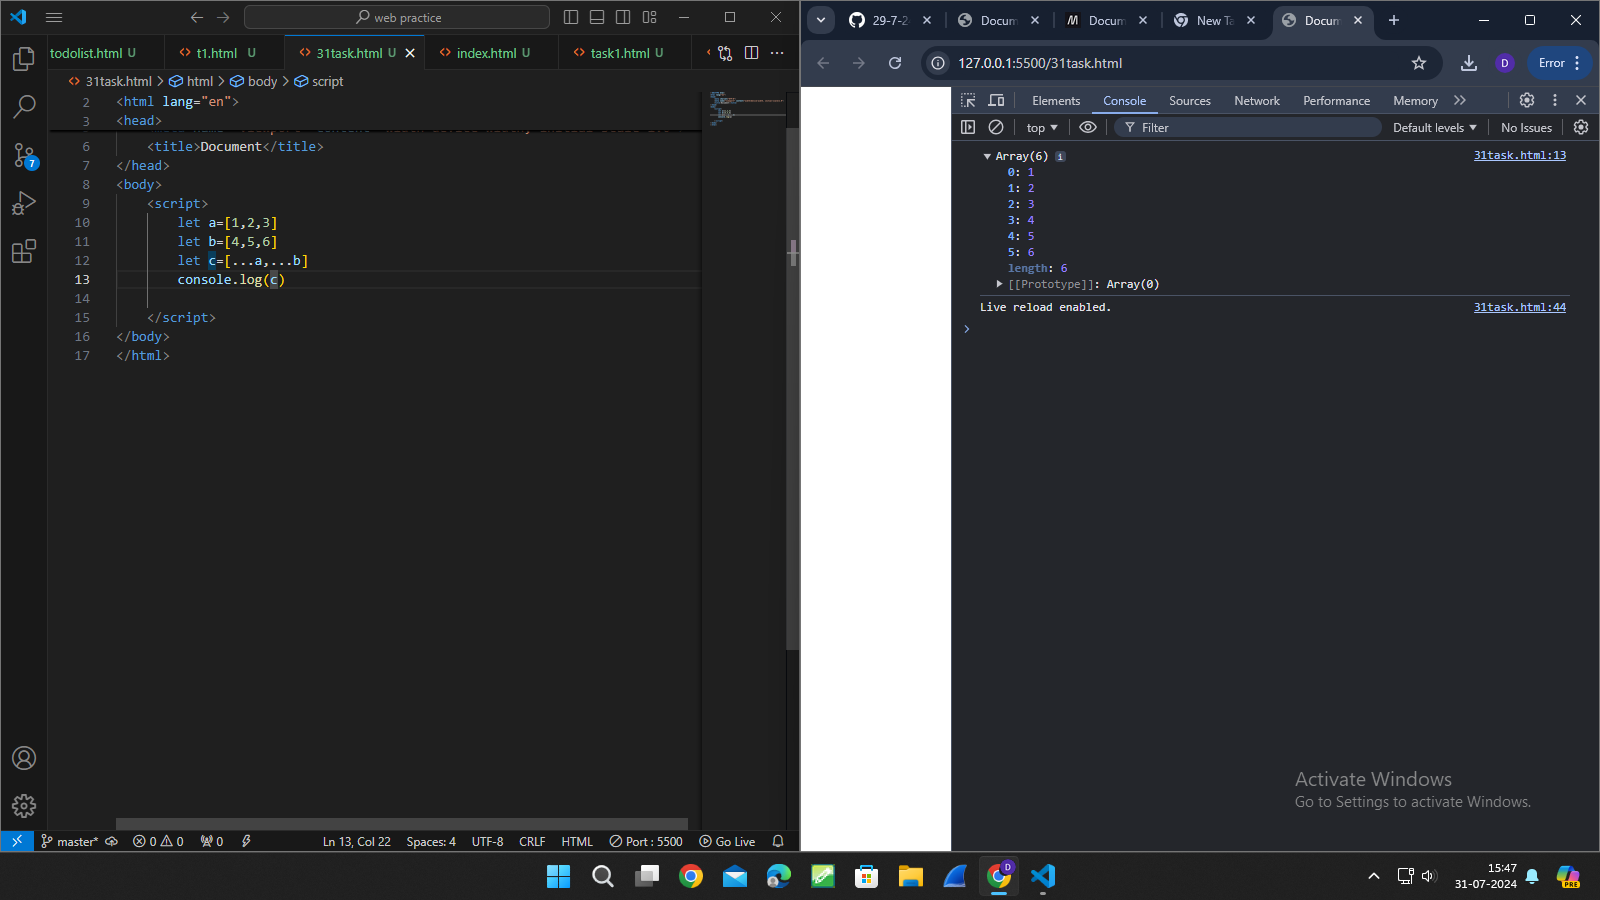 web practice
todolist.html U
t1.html U
31task.html U
index.html U
task1.html U
31task.html > html > body > script
2 <html lang="en">
3 <head>
6 <title>Document</title>
7 </head>
8 <body>
9 <script>
10 let a=[1,2,3]
11 let b=[4,5,6]
12 let c=[...a,...b]
13 console.log(c)
14
15 </script>
16 </body>
17 </html>
7
master*
0 0
0
Ln 13, Col 22
Spaces: 4
UTF-8
CRLF
HTML
Port : 5500
Go Live
29-7-2
Docum
Docum
New Ta
Docum
127.0.0.1:5500/31task.html
D
Error
Elements
Console
Sources
Network
Performance
Memory
top
Filter
Default levels
No Issues
Array(6) i
31task.html:13
0: 1
1: 2
2: 3
3: 4
4: 5
5: 6
length: 6
[[Prototype]]: Array(0)
Live reload enabled.
31task.html:44
Activate Windows
Go to Settings to activate Windows.
D
15:47
31-07-2024
PRE